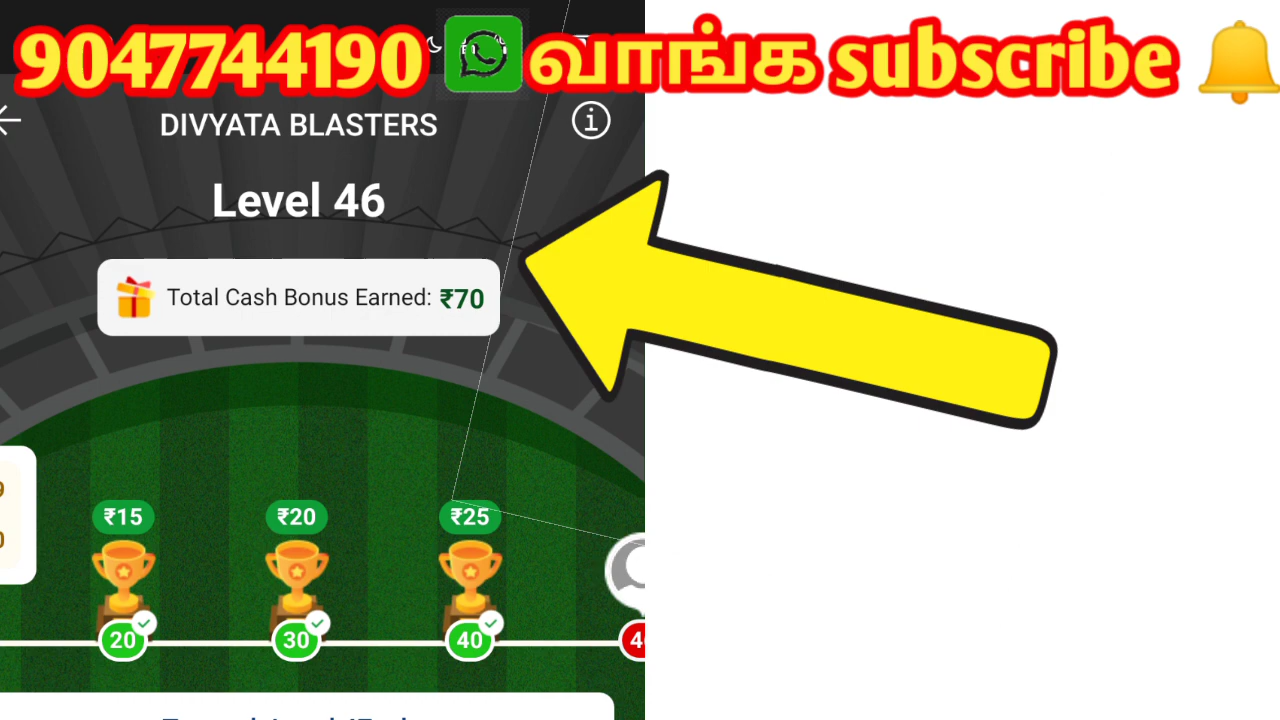 9047744190 வாங்க subscribe
DIVYATA BLASTERS
Level 46
Total Cash Bonus Earned: ₹70
₹15 ₹20 ₹25
20 30 40